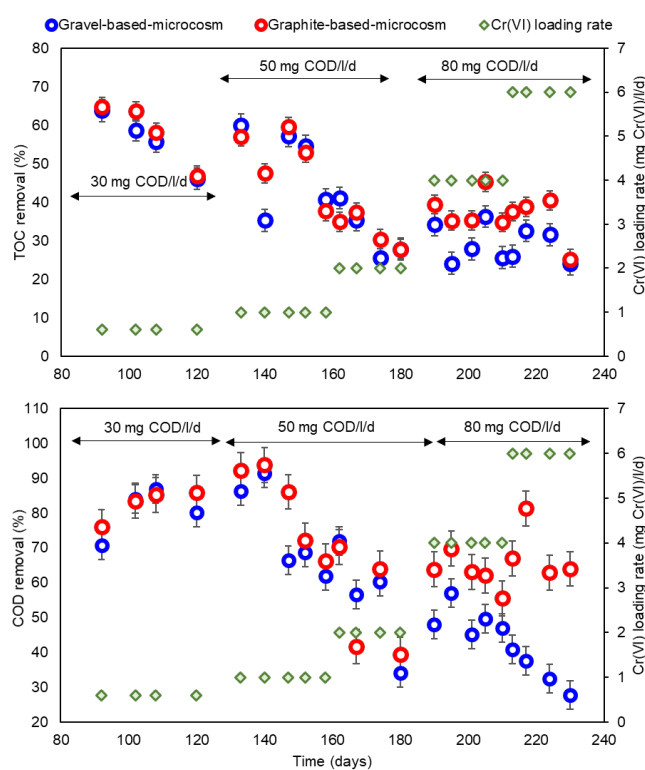 Gravel-based-microcosm Graphite-based-microcosm Cr(VI) loading rate
80
70
60
50
40
30
20
10
0
TOC removal (%)
50 mg COD/l/d
80 mg COD/l/d
30 mg COD/l/d
7
6
5
4
3
2
1
0
Cr(VI) loading rate (mg Cr(VI)/l/d)
80 100 120 140 160 180 200 220 240
110
100
90
80
70
60
50
40
30
20
COD removal (%)
30 mg COD/l/d 50 mg COD/l/d 80 mg COD/l/d
7
6
5
4
3
2
1
0
Cr(VI) loading rate (mg Cr(VI)/l/d)
80 100 120 140 160 180 200 220 240
Time (days)